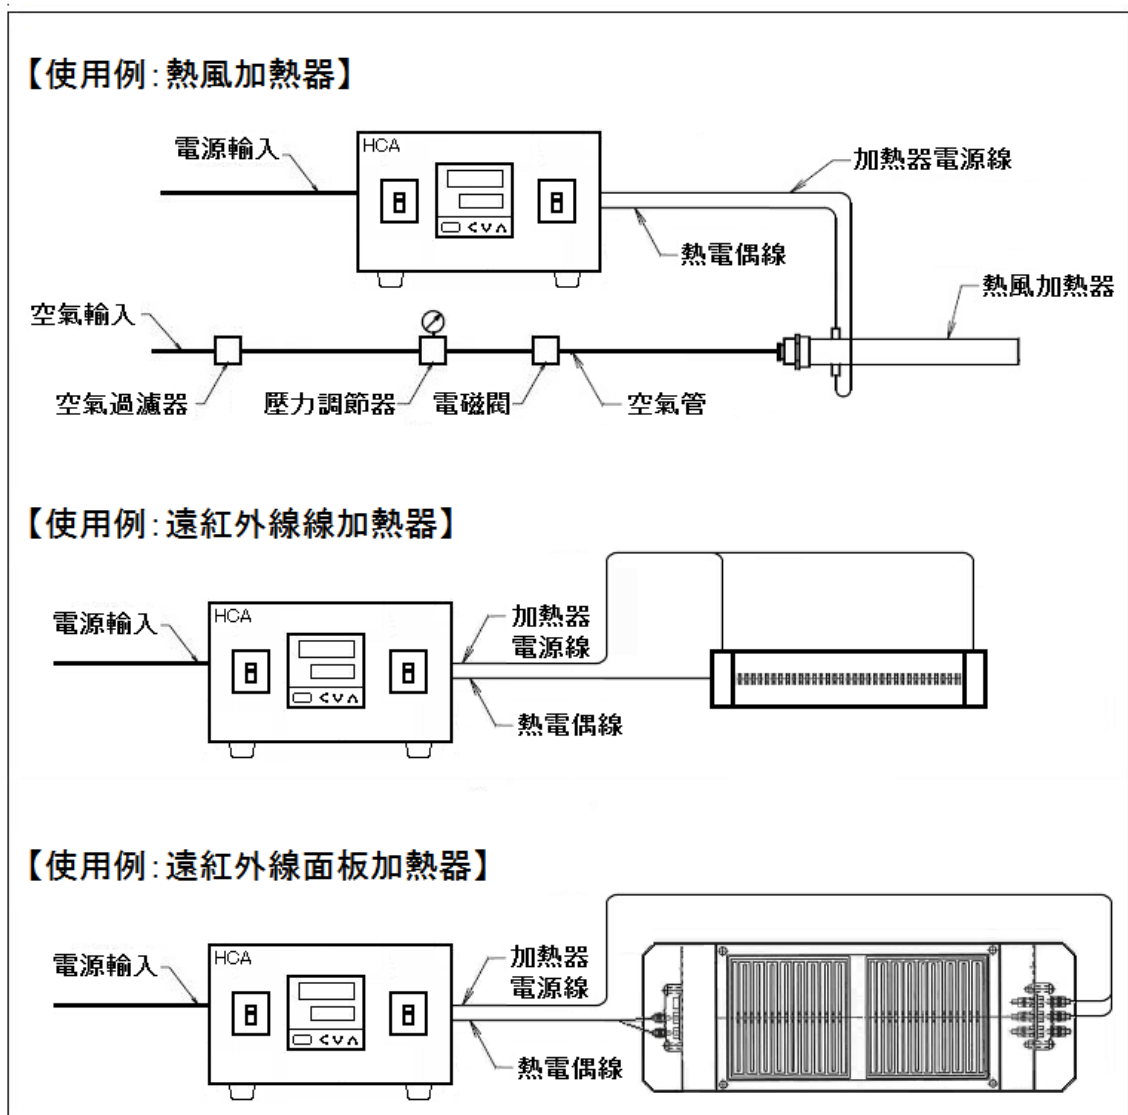 【使用例:熱風加熱器】
電源輸入
HCA
加熱器電源線
熱電偶線
熱風加熱器
空氣輸入
空氣過濾器
壓力調節器
電磁閥
空氣管
【使用例:遠紅外線線加熱器】
電源輸入
HCA
加熱器
電源線
熱電偶線
【使用例:遠紅外線面板加熱器】
電源輸入
HCA
加熱器
電源線
熱電偶線